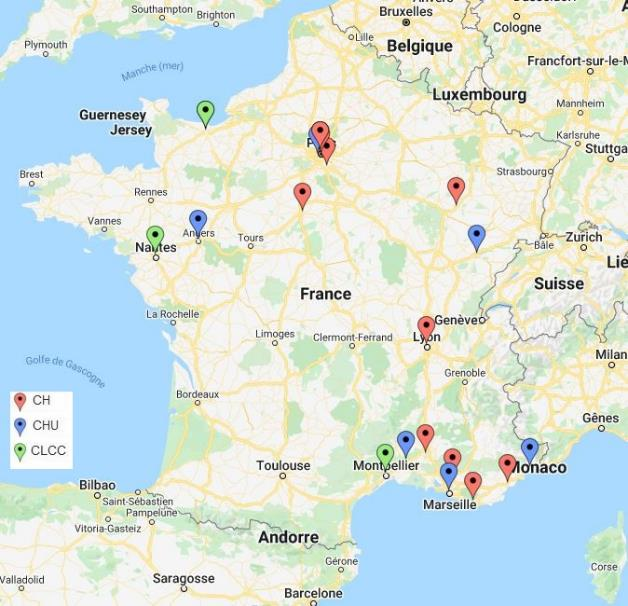 Southampton
Brighton
Bruxelles
Cologne
Plymouth
Lille
Belgique
Francfort-sur-le-M
Manche (mer)
Luxembourg
Guernesey
Jersey
Mannheim
Karlsruhe
Stuttga
Brest
Rennes
Strasbourg
Vannes
Angers
Tours
Nantes
Bâle
Zurich
Lie
Suisse
France
La Rochelle
Genève
Limoges
Clermont-Ferrand
Lyon
Milan
Golfe de Gascogne
Grenoble
Bordeaux
CH
Gênes
CHU
CLCC
Toulouse
Montpellier
Monaco
Bilbao
Saint-Sébastien
Marseille
Pampelune
Vitoria-Gasteiz
Andorre
Gérone
Corse
Valladolid
Saragosse
Barcelone